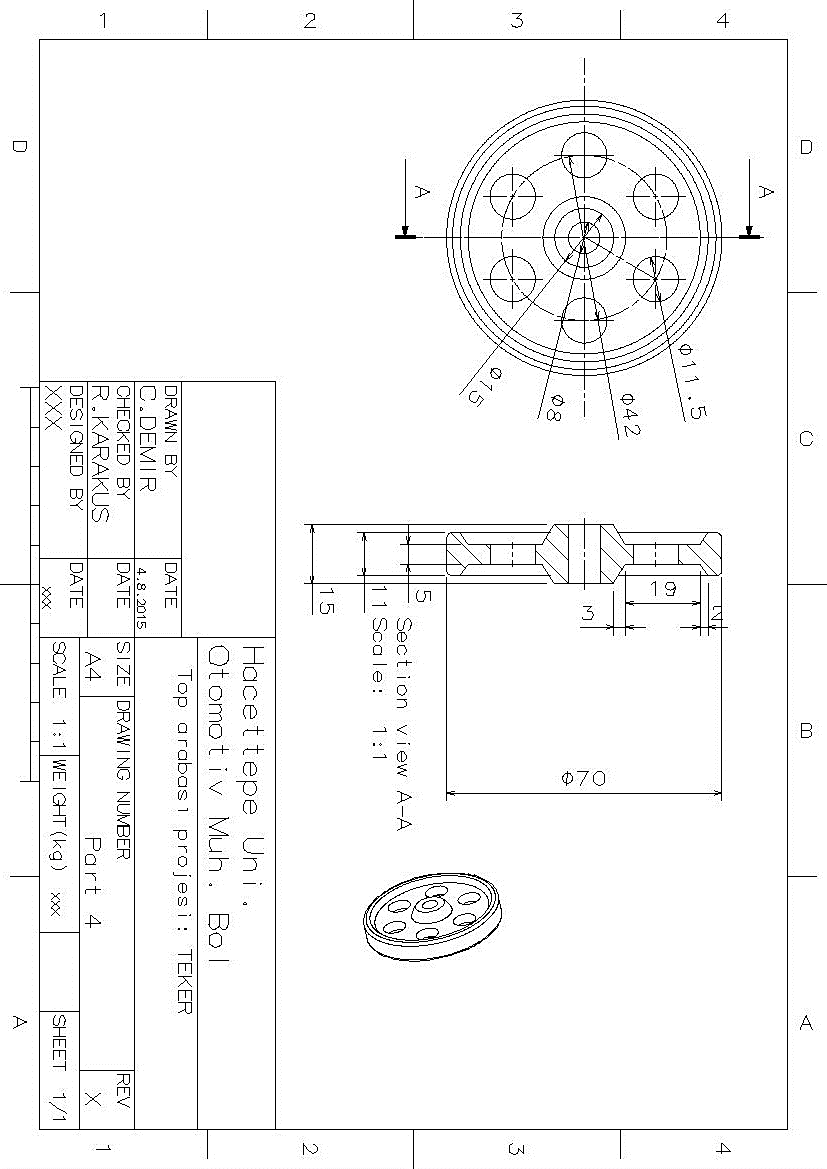 1 2 3 4
D
D
A
A
Φ11.5
Φ42
Φ8
Φ15
C
15
11
5
3
19
2
Φ70
Section view A-A
Scale: 1:1
B
A
A
DRAWN BY
C.DEMIR
DATE
4.8.2015
CHECKED BY
R.KARAKUS
DATE
DESIGNED BY
XXX
DATE
xxx
Hacettepe Uni.
Otomotiv Muh. Bol
Top arabası projesi: TEKER
SIZE
A4
DRAWING NUMBER
Part 4
REV
X
SCALE 1:1
WEIGHT(kg) xxx
SHEET 1/1
1 2 3 4